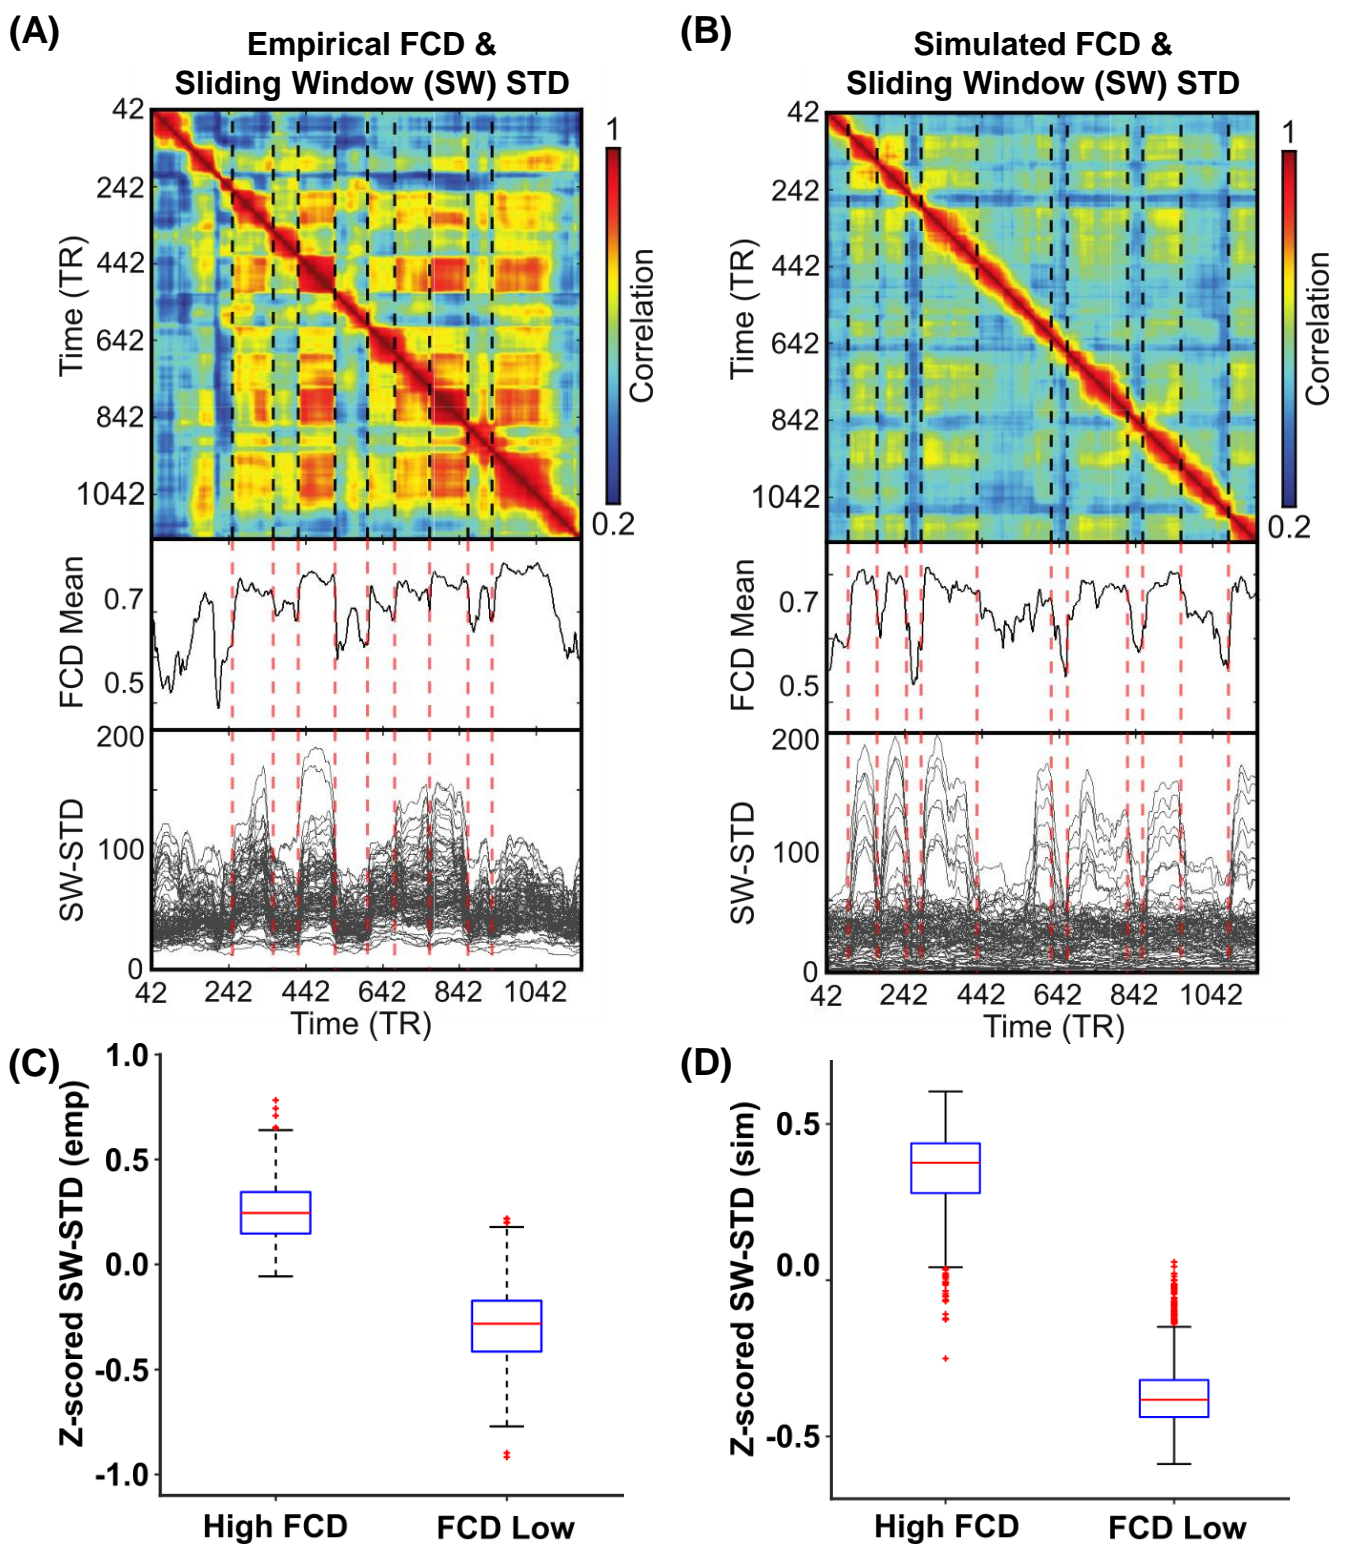 (A)
Empirical FCD &
Sliding Window (SW) STD
42
242
442
642
842
1042
Time (TR)
1
Correlation
0.2
FCD Mean
0.7
0.5
SW-STD
200
100
0
42 242 442 642 842 1042
Time (TR)
(B)
Simulated FCD &
Sliding Window (SW) STD
42
242
442
642
842
1042
Time (TR)
1
Correlation
0.2
FCD Mean
0.7
0.5
SW-STD
200
100
0
42 242 442 642 842 1042
Time (TR)
(C)
Z-scored SW-STD (emp)
1.0
0.5
0.0
-0.5
-1.0
High FCD FCD Low
(D)
Z-scored SW-STD (sim)
0.5
0.0
-0.5
High FCD FCD Low